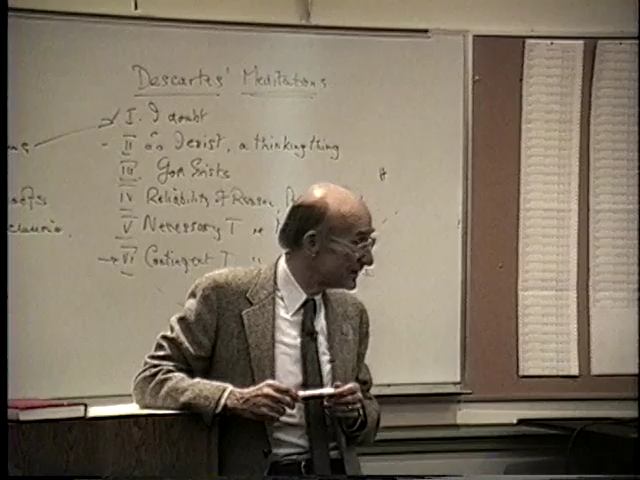 Descartes' Meditations
I. I doubt
II ∴ I exist, a thinking thing
III. God Exists
IV Reliability of Reason
V Necessary T
VI Contingent T